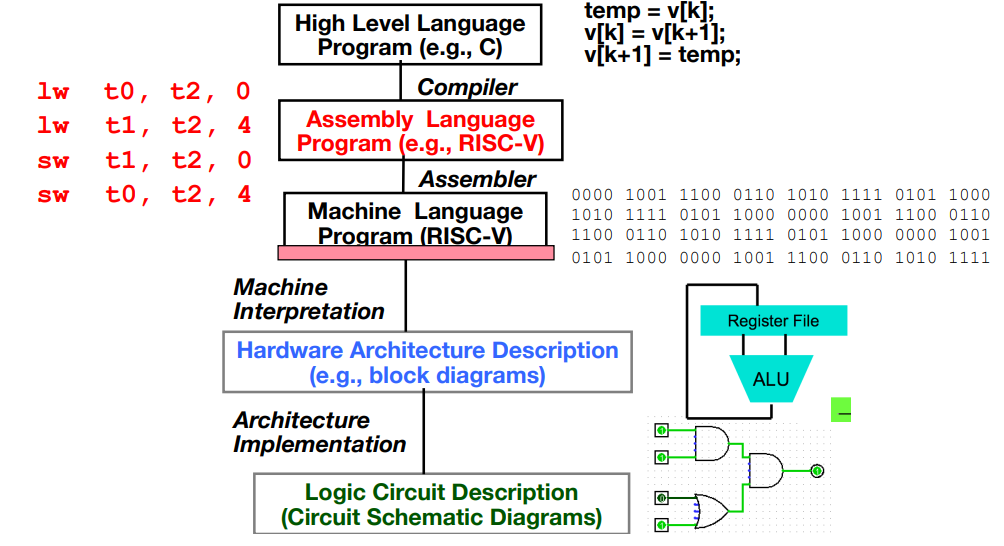 High Level Language
Program (e.g., C)
temp = v[k];
v[k] = v[k+1];
v[k+1] = temp;
Compiler
lw t0, t2, 0
lw t1, t2, 4
sw t1, t2, 0
sw t0, t2, 4
Assembly Language
Program (e.g., RISC-V)
Assembler
Machine Language
Program (RISC-V)
0000 1001 1100 0110 1010 1111 0101 1000
1010 1111 0101 1000 0000 1001 1100 0110
1100 0110 1010 1111 0101 1000 0000 1001
0101 1000 0000 1001 1100 0110 1010 1111
Machine
Interpretation
Register File
Hardware Architecture Description
(e.g., block diagrams)
ALU
Architecture
Implementation
Logic Circuit Description
(Circuit Schematic Diagrams)